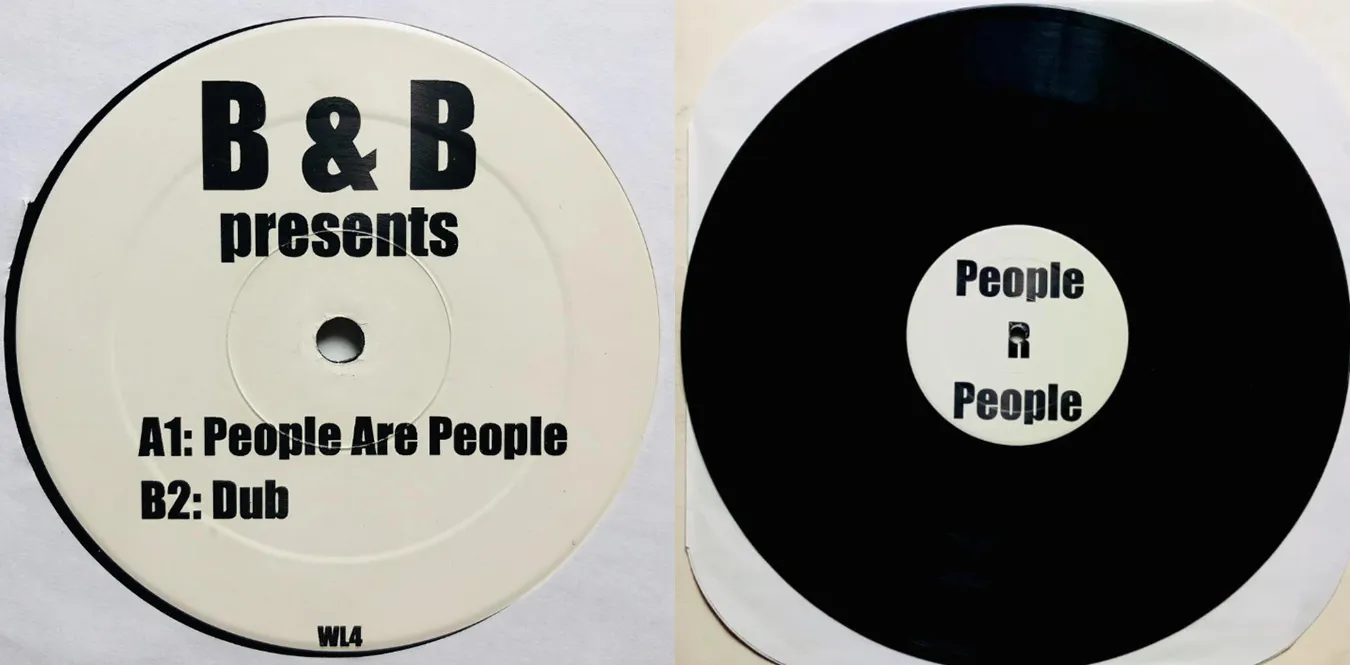 B & B
presents
A1: People Are People
B2: Dub
WL4
People
R
People